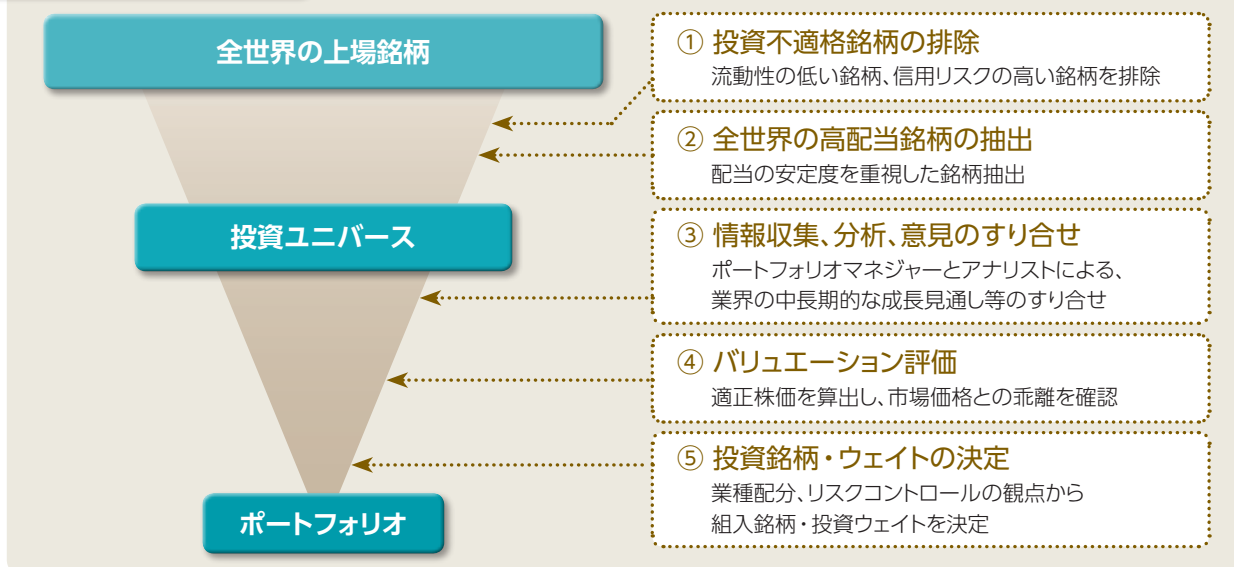 全世界の上場銘柄
① 投資不適格銘柄の排除
流動性の低い銘柄、信用リスクの高い銘柄を排除
② 全世界の高配当銘柄の抽出
配当の安定度を重視した銘柄抽出
投資ユニバース
③ 情報収集、分析、意見のすり合せ
ポートフォリオマネジャーとアナリストによる、
業界の中長期的な成長見通し等のすり合せ
④ バリュエーション評価
適正株価を算出し、市場価格との乖離を確認
⑤ 投資銘柄・ウェイトの決定
業種配分、リスクコントロールの観点から
組入銘柄・投資ウェイトを決定
ポートフォリオ